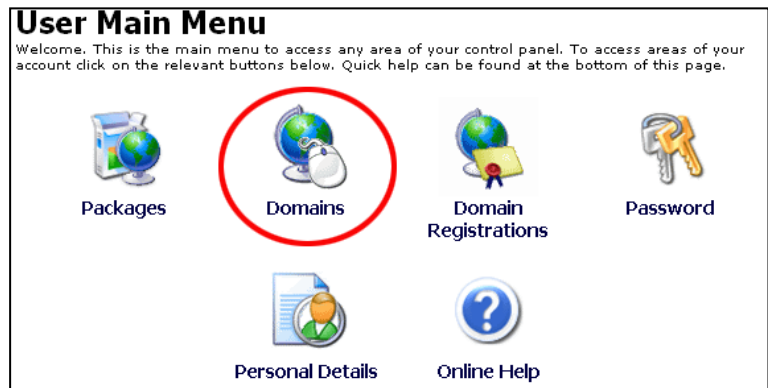 User Main Menu
Welcome. This is the main menu to access any area of your control panel. To access areas of your
account click on the relevant buttons below. Quick help can be found at the bottom of this page.
Packages
Domains
Domain
Registrations
Password
Personal Details
Online Help